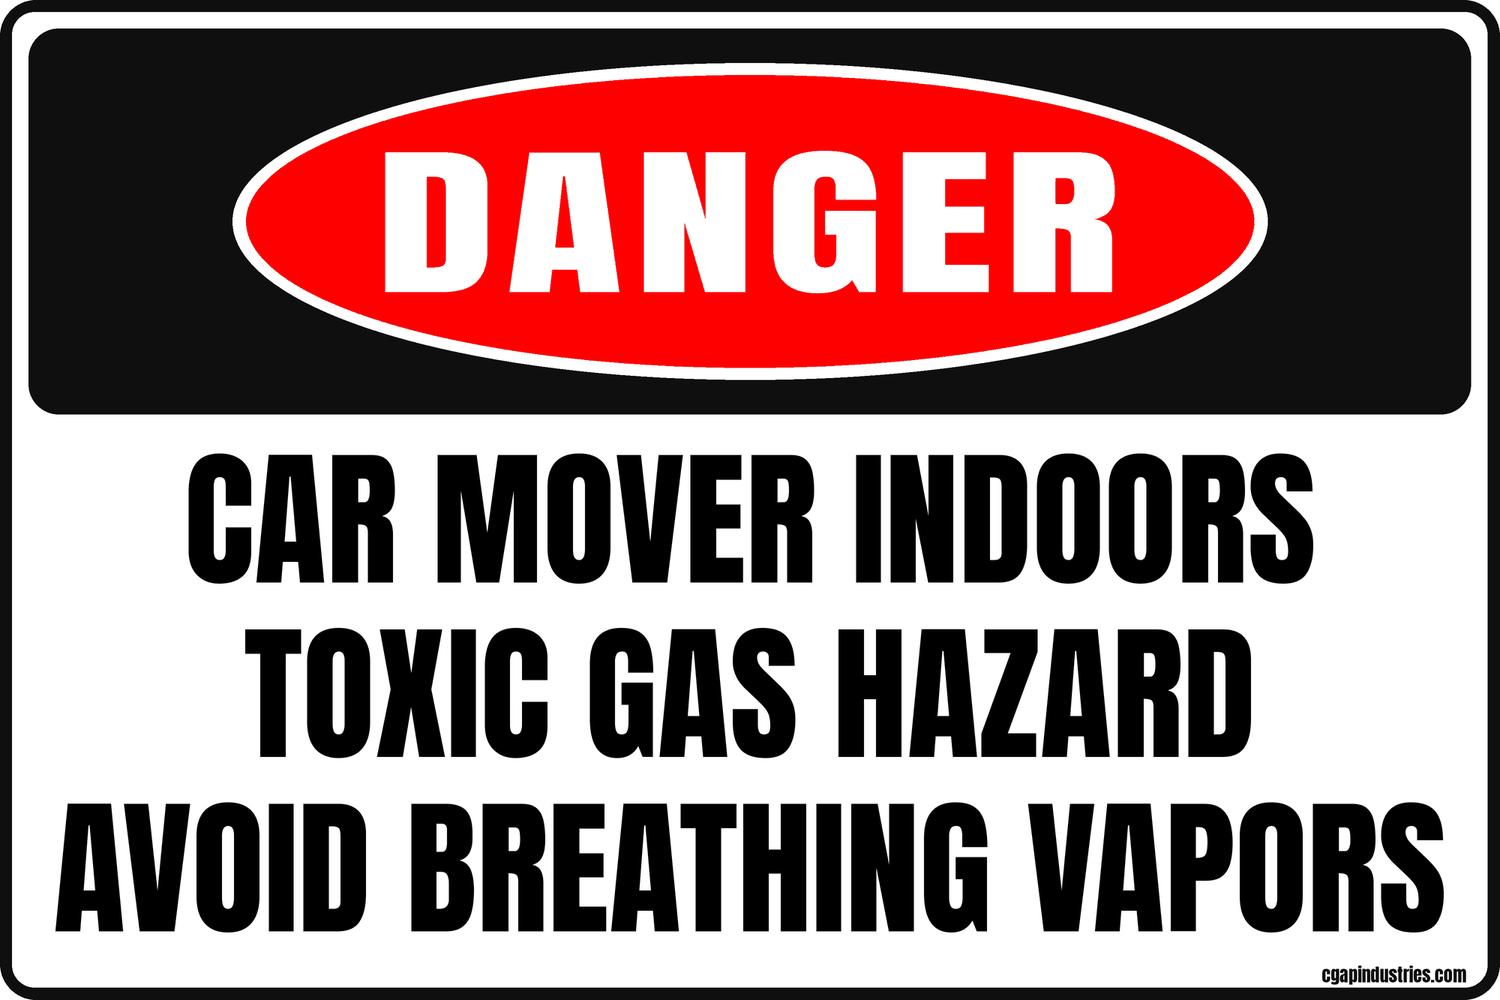 DANGER
CAR MOVER INDOORS
TOXIC GAS HAZARD
AVOID BREATHING VAPORS
cgapindustries.com